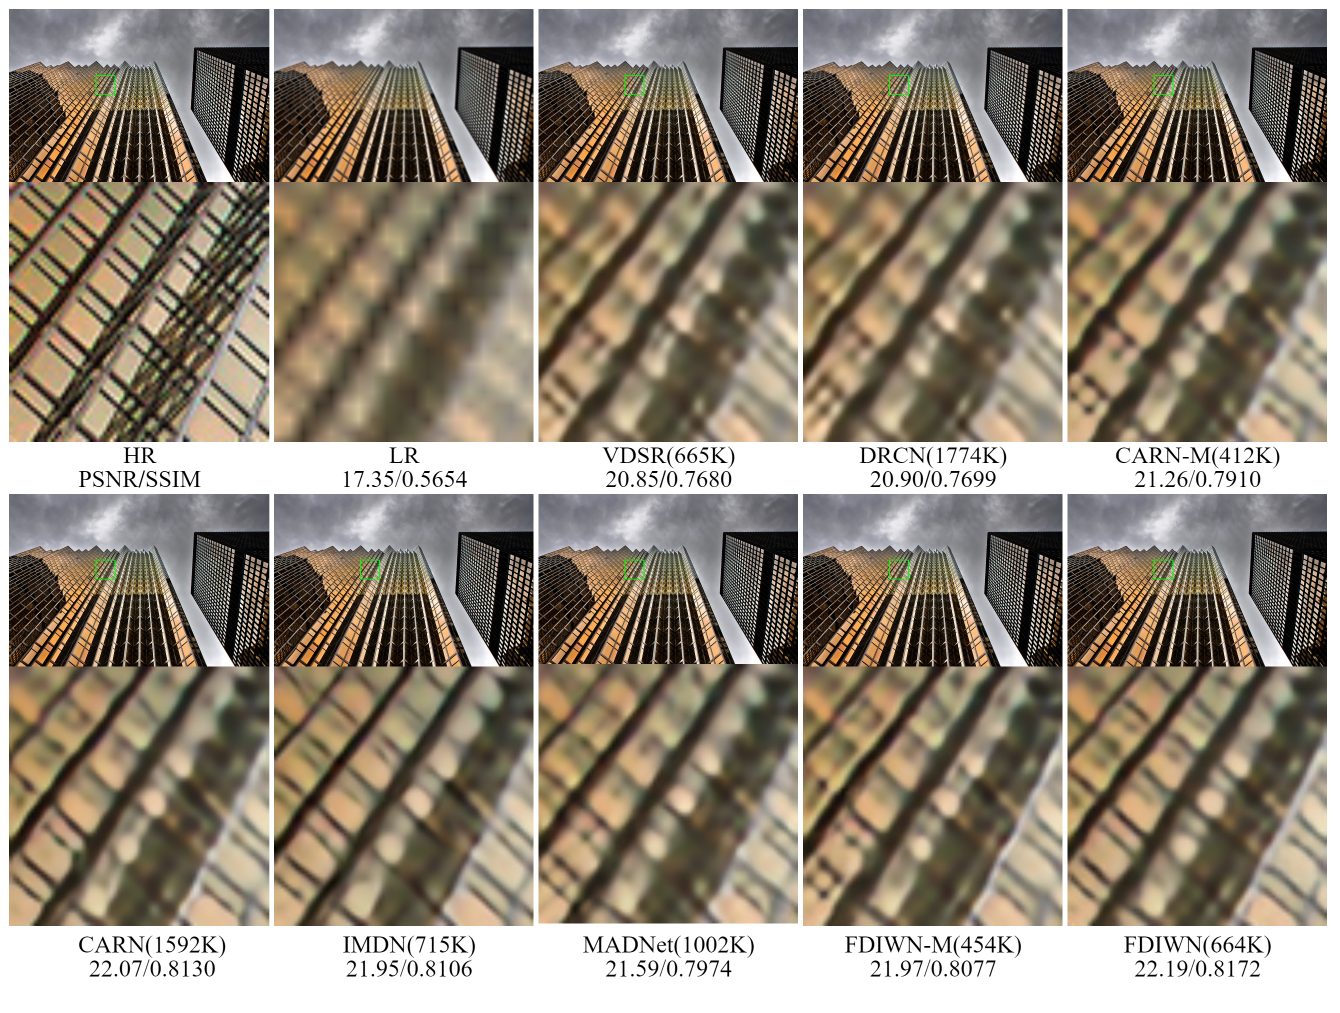 HR
PSNR/SSIM
LR
17.35/0.5654
VDSR(665K)
20.85/0.7680
DRCN(1774K)
20.90/0.7699
CARN-M(412K)
21.26/0.7910
CARN(1592K)
22.07/0.8130
IMDN(715K)
21.95/0.8106
MADNet(1002K)
21.59/0.7974
FDIWN-M(454K)
21.97/0.8077
FDIWN(664K)
22.19/0.8172